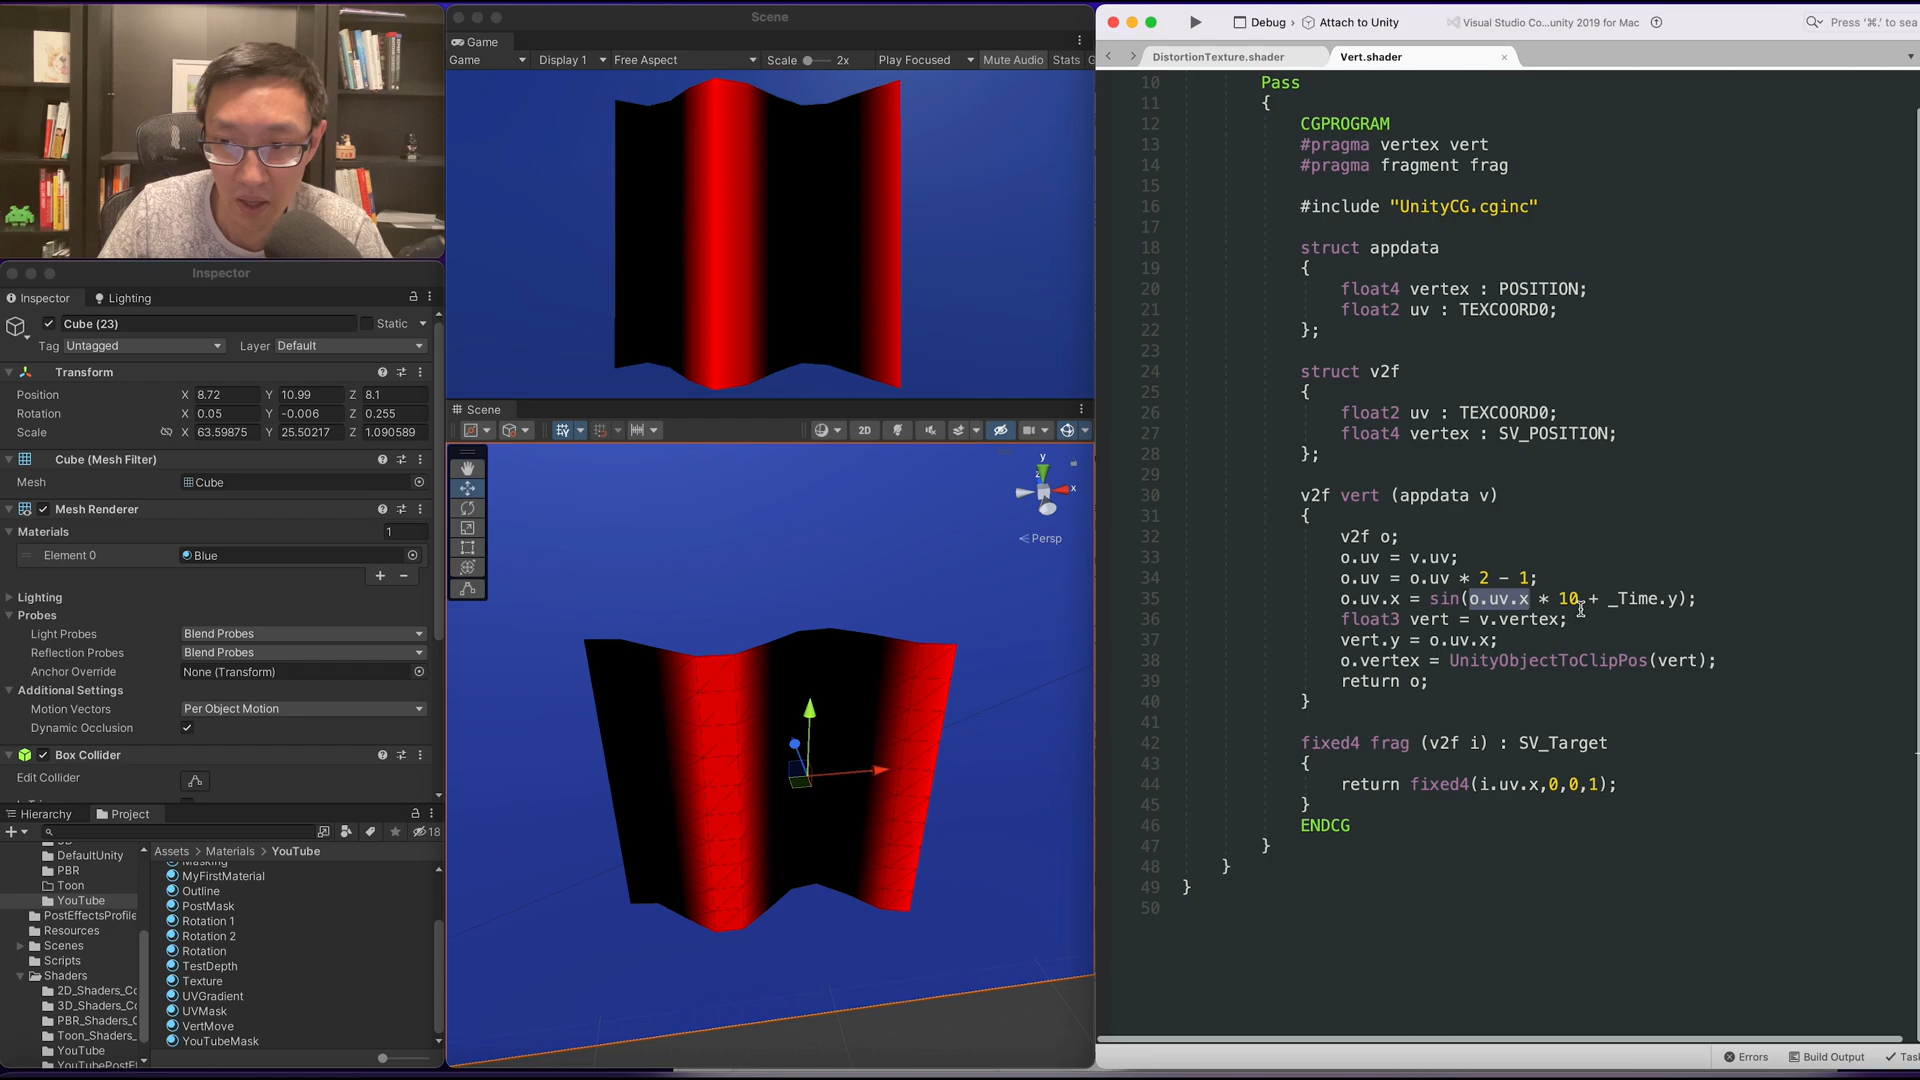 Inspector
Inspector
Lighting
Cube (23)
Static
Tag Untagged
Layer Default
Transform
Position X 8.72 Y 10.99 Z 8.1
Rotation X 0.05 Y -0.006 Z 0.255
Scale X 63.59875 Y 25.50217 Z 1.090589
Cube (Mesh Filter)
Mesh Cube
Mesh Renderer
Materials 1
Element 0 Blue
Lighting
Probes
Light Probes Blend Probes
Reflection Probes Blend Probes
Anchor Override None (Transform)
Additional Settings
Motion Vectors Per Object Motion
Dynamic Occlusion
Box Collider
Edit Collider
Hierarchy
Project
18
DefaultUnity
PBR
Toon
YouTube
PostEffectsProfile
Resources
Scenes
Scripts
Shaders
2D_Shaders_Co
3D_Shaders_Co
PBR_Shaders_C
Toon_Shaders_
YouTube
YouTubePostEf
Assets Materials YouTube
Masking
MyFirstMaterial
Outline
PostMask
Rotation 1
Rotation 2
Rotation
TestDepth
Texture
UVGradient
UVMask
VertMove
YouTubeMask
Scene
Game
Game Display 1 Free Aspect Scale 2x Play Focused Mute Audio Stats G
Scene
2D
y
z
x
Persp
Debug › Attach to Unity
Visual Studio Co...unity 2019 for Mac
Press '⌘.' to sea
DistortionTexture.shader
Vert.shader
10 Pass
11 {
12 CGPROGRAM
13 #pragma vertex vert
14 #pragma fragment frag
15
16 #include "UnityCG.cginc"
17
18 struct appdata
19 {
20 float4 vertex : POSITION;
21 float2 uv : TEXCOORD0;
22 };
23
24 struct v2f
25 {
26 float2 uv : TEXCOORD0;
27 float4 vertex : SV_POSITION;
28 };
29
30 v2f vert (appdata v)
31 {
32 v2f o;
33 o.uv = v.uv;
34 o.uv = o.uv * 2 - 1;
35 o.uv.x = sin(o.uv.x * 10 + _Time.y);
36 float3 vert = v.vertex;
37 vert.y = o.uv.x;
38 o.vertex = UnityObjectToClipPos(vert);
39 return o;
40 }
41
42 fixed4 frag (v2f i) : SV_Target
43 {
44 return fixed4(i.uv.x,0,0,1);
45 }
46 ENDCG
47 }
48 }
49 }
50
Errors
Build Output
Tas